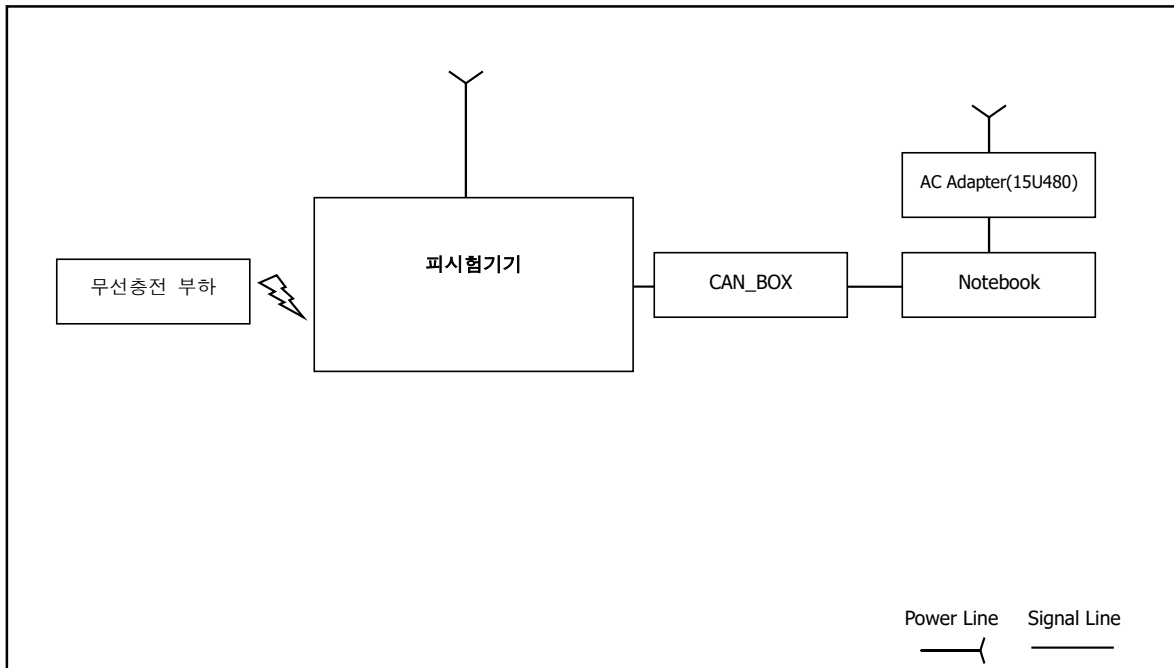 AC Adapter(15U480)
무선충전 부하
피시험기기
CAN_BOX
Notebook
Power Line
Signal Line